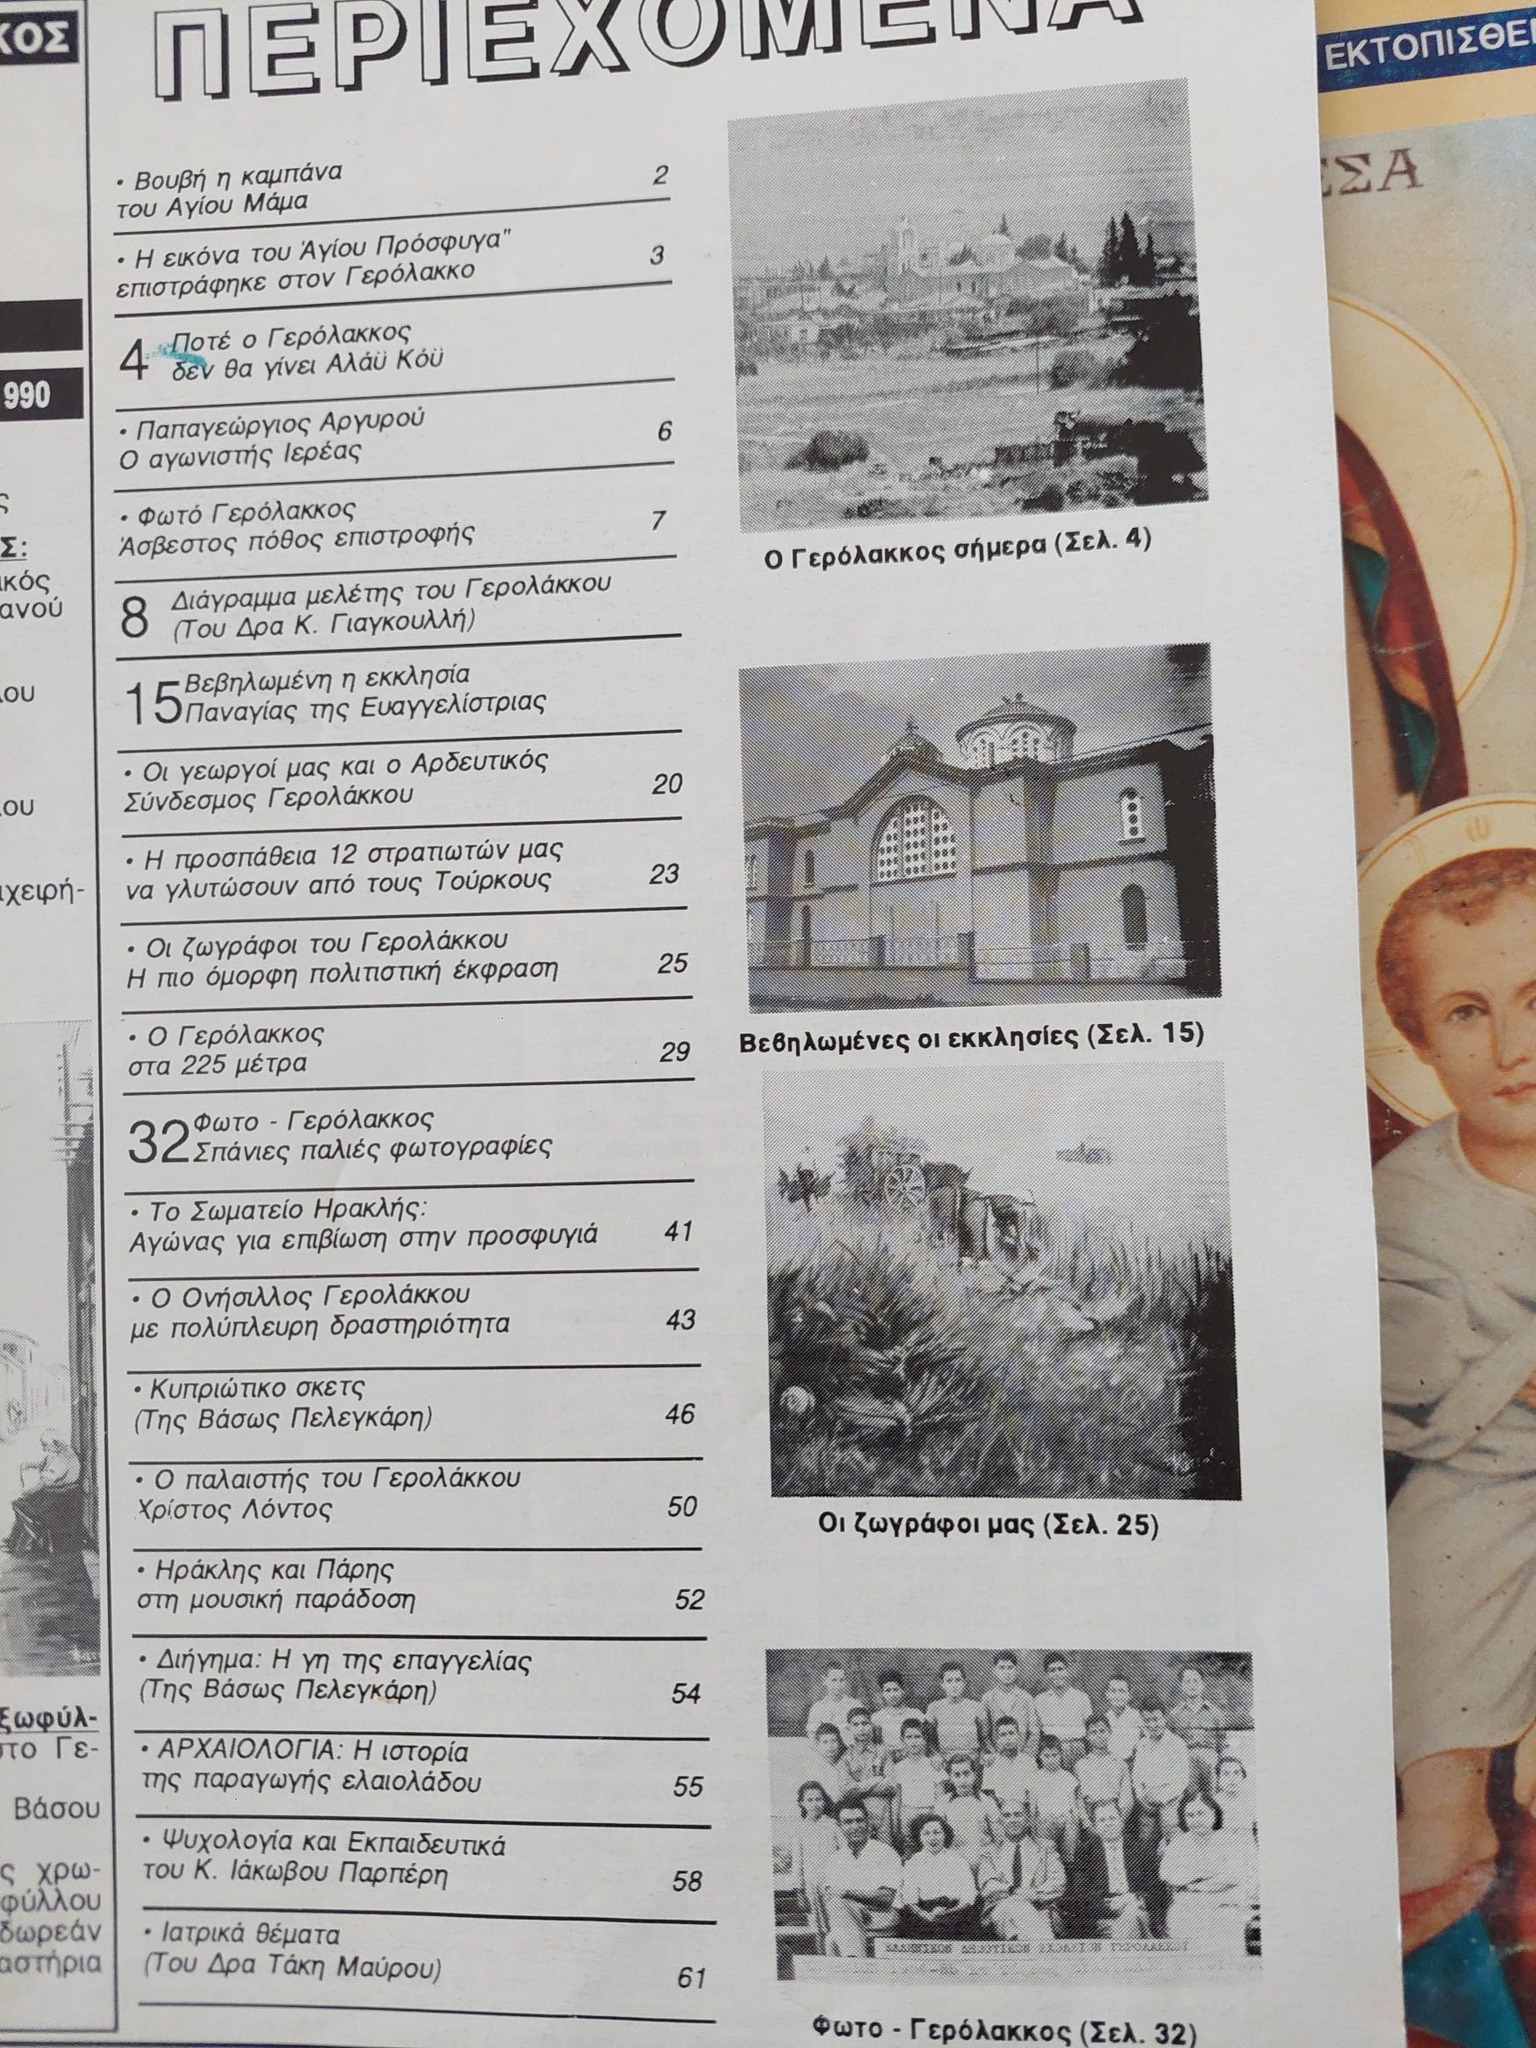 ΠΕΡΙΕΧΟΜΕΝΑ
• Βουβή η καμπάνα
του Αγίου Μάμα 2
• Η εικόνα του Άγίου Πρόσφυγα"
επιστράφηκε στον Γερόλακκο 3
4 Ποτέ ο Γερόλακκος
δεν θα γίνει Αλάϋ Κόϋ
• Παπαγεώργιος Αργυρού 6
Ο αγωνιστής Ιερέας
• Φωτό Γερόλακκος 7
Άσβεστος πόθος επιστροφής
8 Διάγραμμα μελέτης του Γερολάκκου
(Του Δρα Κ. Γιαγκουλλή)
15 Βεβηλωμένη η εκκλησία
Παναγίας της Ευαγγελίστριας
• Οι γεωργοί μας και ο Αρδευτικός
Σύνδεσμος Γερολάκκου 20
• Η προσπάθεια 12 στρατιωτών μας
να γλυτώσουν από τους Τούρκους 23
• Οι ζωγράφοι του Γερολάκκου
Η πιο όμορφη πολιτιστική έκφραση 25
• Ο Γερόλακκος
στα 225 μέτρα 29
32 Φωτο - Γερόλακκος
Σπάνιες παλιές φωτογραφίες
• Το Σωματείο Ηρακλής:
Αγώνας για επιβίωση στην προσφυγιά 41
• Ο Ονήσιλλος Γερολάκκου
με πολύπλευρη δραστηριότητα 43
• Κυπριώτικο σκετς
(Της Βάσως Πελεγκάρη) 46
• Ο παλαιστής του Γερολάκκου
Χρίστος Λόντος 50
• Ηράκλης και Πάρης
στη μουσική παράδοση 52
• Διήγημα: Η γη της επαγγελίας
(Της Βάσως Πελεγκάρη) 54
• ΑΡΧΑΙΟΛΟΓΙΑ: Η ιστορία
της παραγωγής ελαιολάδου 55
• Ψυχολογία και Εκπαιδευτικά
του Κ. Ιάκωβου Παρπέρη 58
• Ιατρικά θέματα
(Του Δρα Τάκη Μαύρου) 61
Ο Γερόλακκος σήμερα (Σελ. 4)
Βεβηλωμένες οι εκκλησίες (Σελ. 15)
Οι ζωγράφοι μας (Σελ. 25)
Φωτο - Γερόλακκος (Σελ. 32)
990
Βάσου
φύλλου
δωρεάν